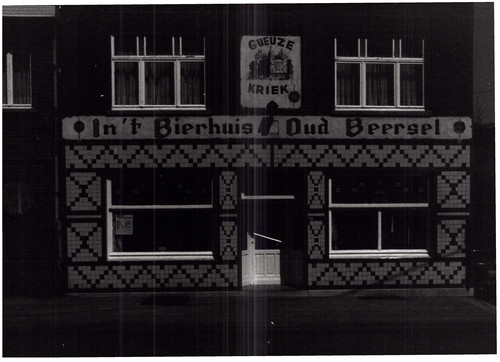 GUEUZE
KRIEK
In 't Bierhuis Oud Beersel